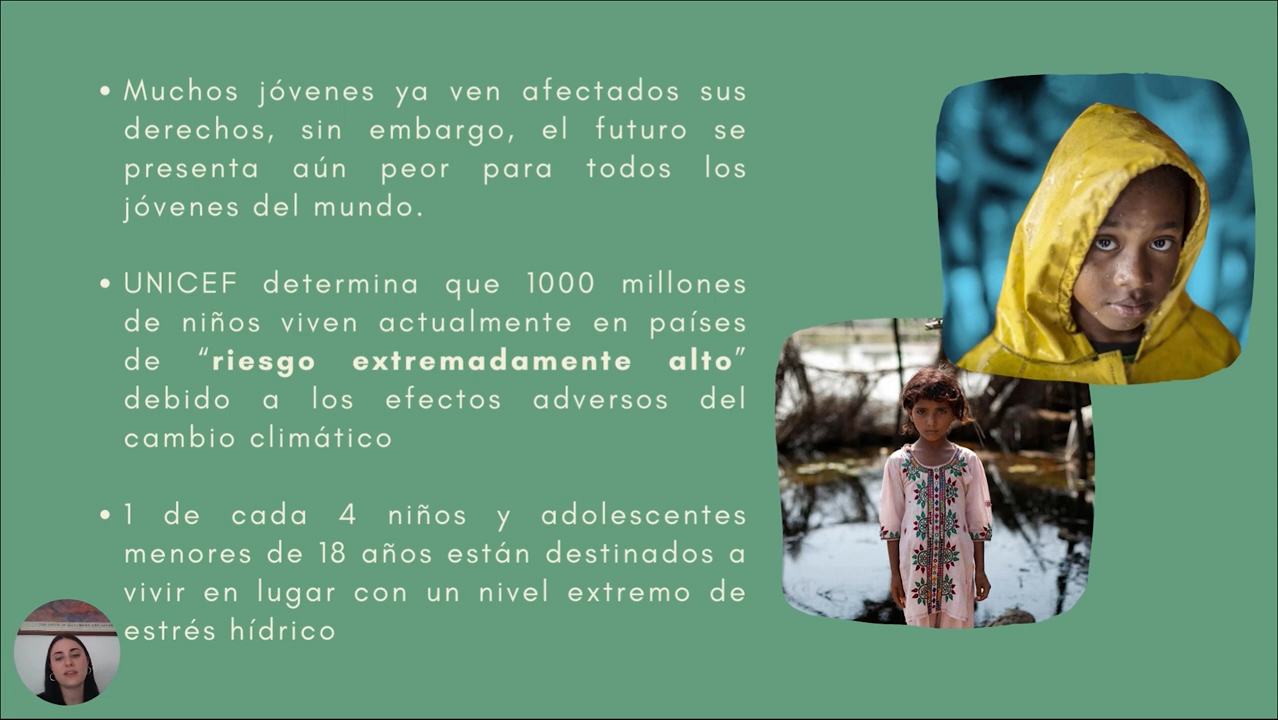 • Muchos jóvenes ya ven afectados sus
derechos, sin embargo, el futuro se
presenta aún peor para todos los
jóvenes del mundo.
• UNICEF determina que 1000 millones
de niños viven actualmente en países
de “riesgo extremadamente alto”
debido a los efectos adversos del
cambio climático
• 1 de cada 4 niños y adolescentes
menores de 18 años están destinados a
vivir en lugar con un nivel extremo de
estrés hídrico